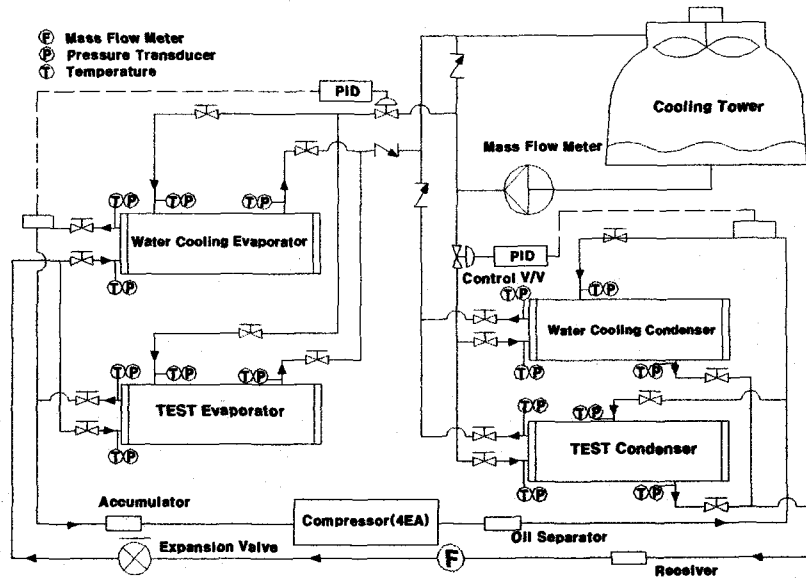 F Mass Flow Meter
P Pressure Transducer
T Temperature
PID
Cooling Tower
Mass Flow Meter
T P
T P
T P
Water Cooling Evaporator
T P
PID
Control V/V
T P
T P
Water Cooling Condenser
T P
T P
T P
T P
T P
TEST Evaporator
T P
T P
T P
TEST Condenser
T P
T P
Accumulator
Compressor(4EA)
Oil Separator
Expansion Valve
F
Receiver